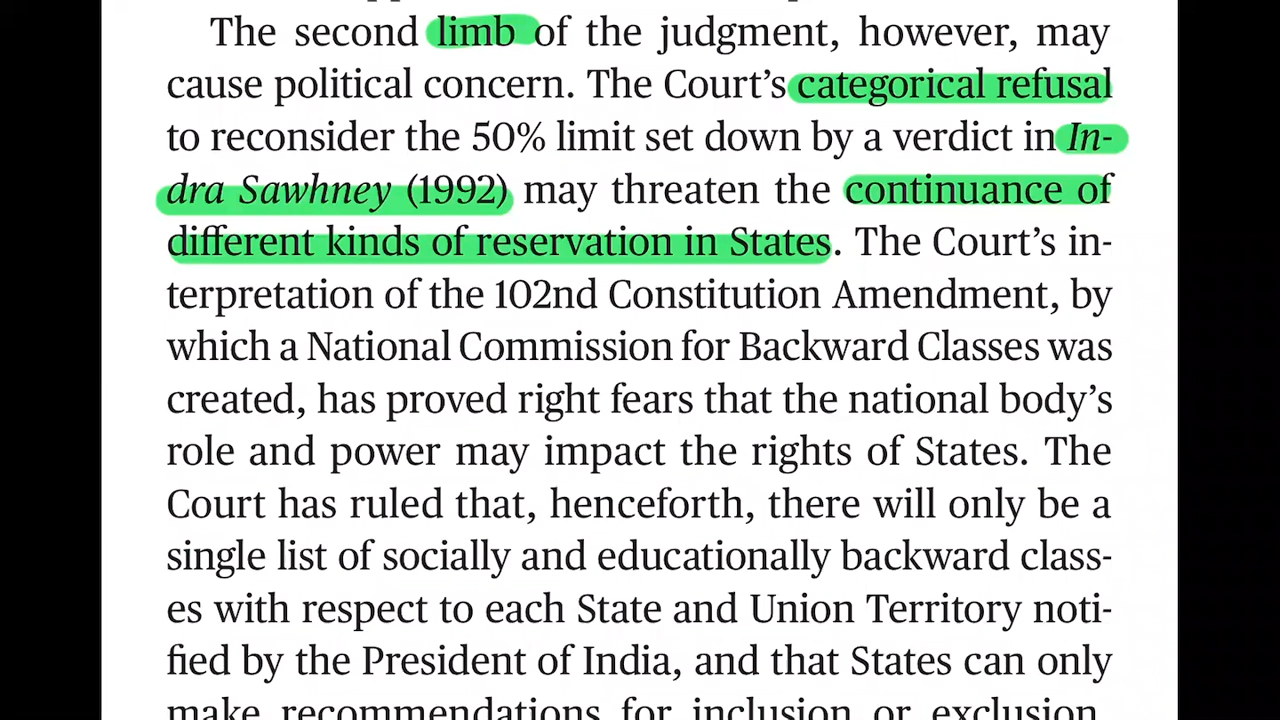 The second limb of the judgment, however, may
cause political concern. The Court’s categorical refusal
to reconsider the 50% limit set down by a verdict in In-
dra Sawhney (1992) may threaten the continuance of
different kinds of reservation in States. The Court’s in-
terpretation of the 102nd Constitution Amendment, by
which a National Commission for Backward Classes was
created, has proved right fears that the national body’s
role and power may impact the rights of States. The
Court has ruled that, henceforth, there will only be a
single list of socially and educationally backward class-
es with respect to each State and Union Territory noti-
fied by the President of India, and that States can only
make recommendations for inclusion or exclusion,